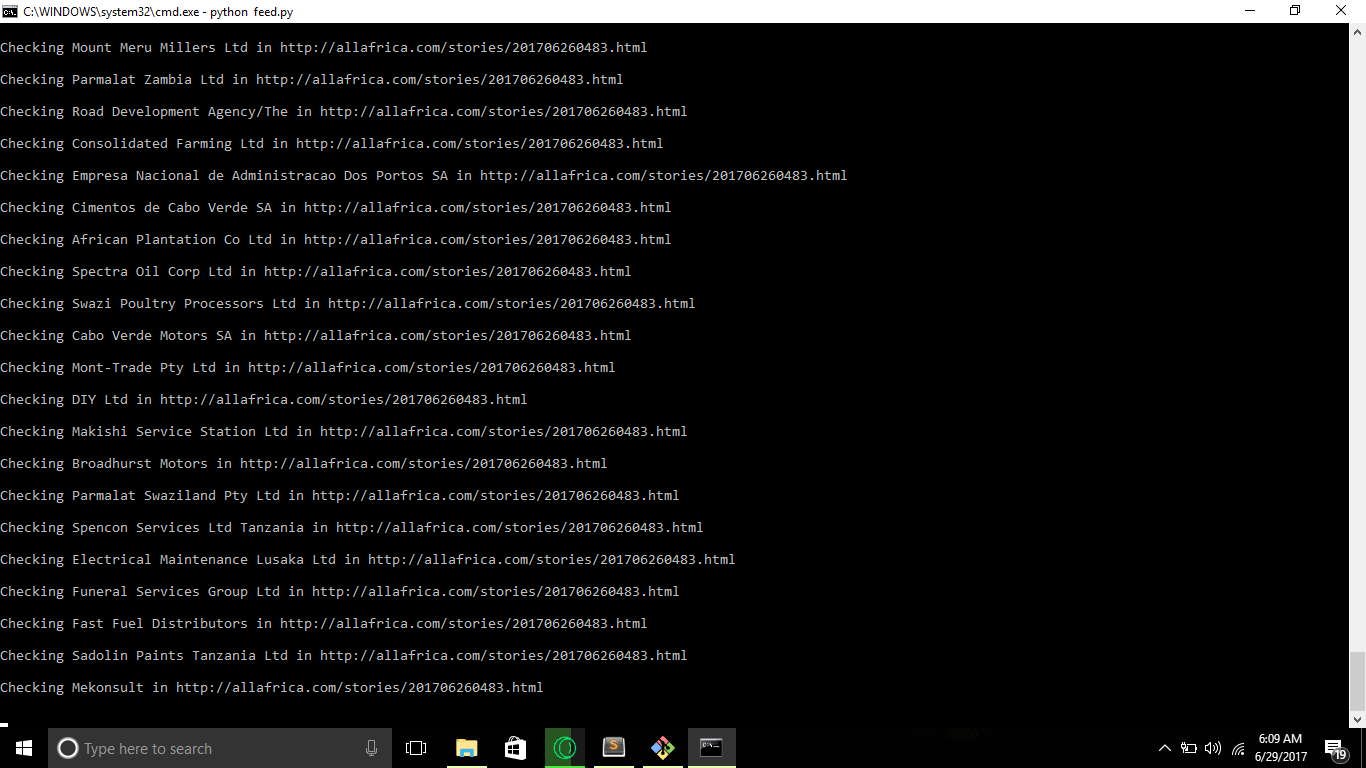 C:\WINDOWS\system32\cmd.exe - python  feed.py
Checking Mount Meru Millers Ltd in http://allafrica.com/stories/201706260483.html
Checking Parmalat Zambia Ltd in http://allafrica.com/stories/201706260483.html
Checking Road Development Agency/The in http://allafrica.com/stories/201706260483.html
Checking Consolidated Farming Ltd in http://allafrica.com/stories/201706260483.html
Checking Empresa Nacional de Administracao Dos Portos SA in http://allafrica.com/stories/201706260483.html
Checking Cimentos de Cabo Verde SA in http://allafrica.com/stories/201706260483.html
Checking African Plantation Co Ltd in http://allafrica.com/stories/201706260483.html
Checking Spectra Oil Corp Ltd in http://allafrica.com/stories/201706260483.html
Checking Swazi Poultry Processors Ltd in http://allafrica.com/stories/201706260483.html
Checking Cabo Verde Motors SA in http://allafrica.com/stories/201706260483.html
Checking Mont-Trade Pty Ltd in http://allafrica.com/stories/201706260483.html
Checking DIY Ltd in http://allafrica.com/stories/201706260483.html
Checking Makishi Service Station Ltd in http://allafrica.com/stories/201706260483.html
Checking Broadhurst Motors in http://allafrica.com/stories/201706260483.html
Checking Parmalat Swaziland Pty Ltd in http://allafrica.com/stories/201706260483.html
Checking Spencon Services Ltd Tanzania in http://allafrica.com/stories/201706260483.html
Checking Electrical Maintenance Lusaka Ltd in http://allafrica.com/stories/201706260483.html
Checking Funeral Services Group Ltd in http://allafrica.com/stories/201706260483.html
Checking Fast Fuel Distributors in http://allafrica.com/stories/201706260483.html
Checking Sadolin Paints Tanzania Ltd in http://allafrica.com/stories/201706260483.html
Checking Mekonsult in http://allafrica.com/stories/201706260483.html
Type here to search
6:09 AM
6/29/2017
19